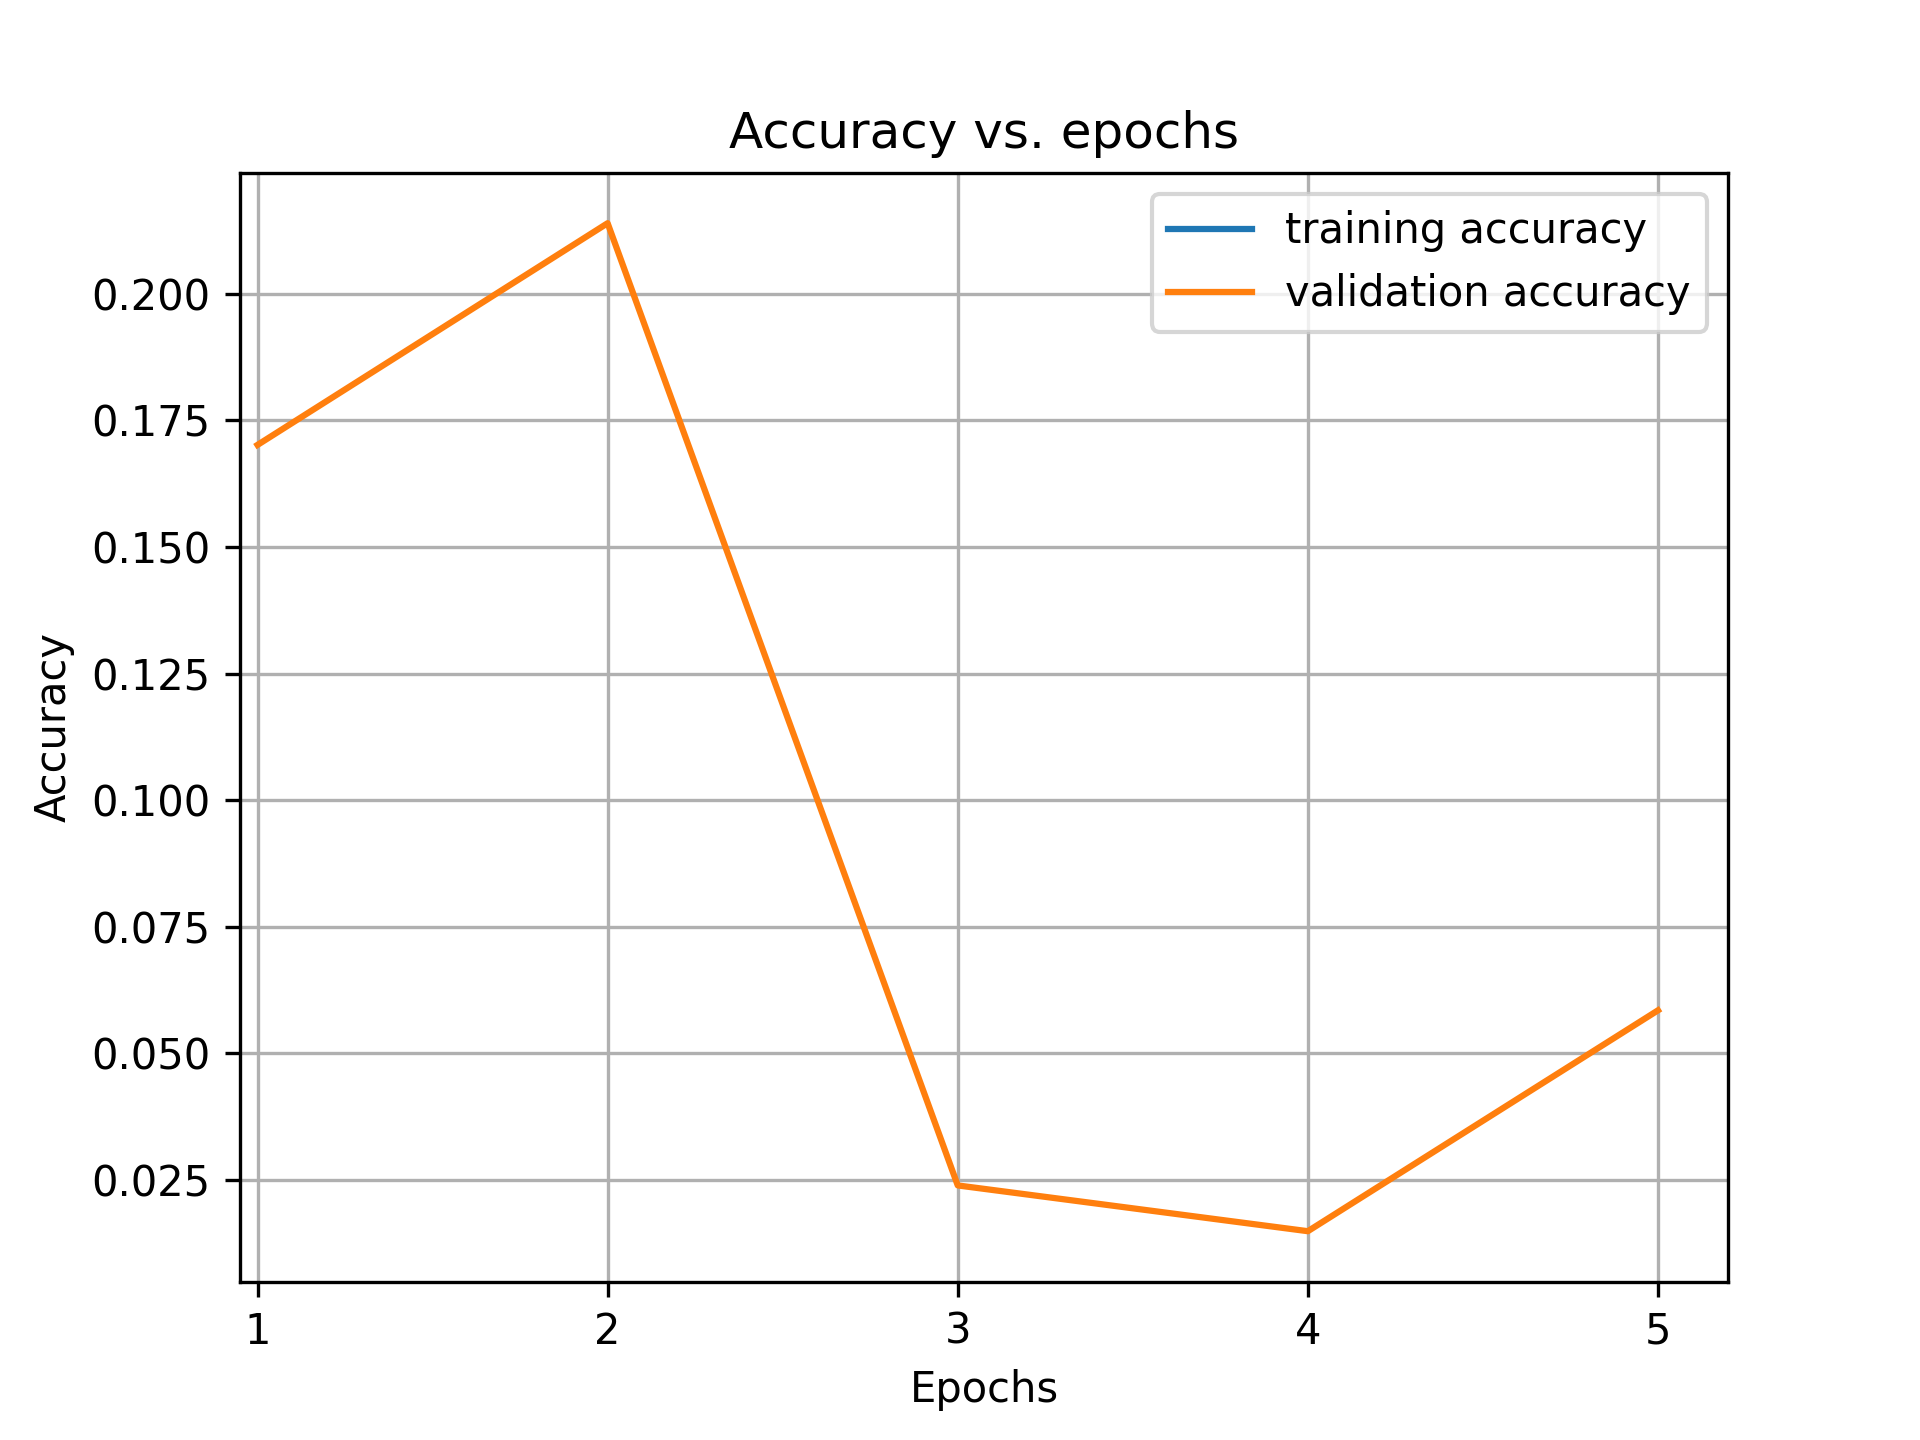 Accuracy vs. epochs
training accuracy
validation accuracy
0.200
0.175
0.150
0.125
0.100
0.075
0.050
0.025
Accuracy
1 2 3 4 5
Epochs